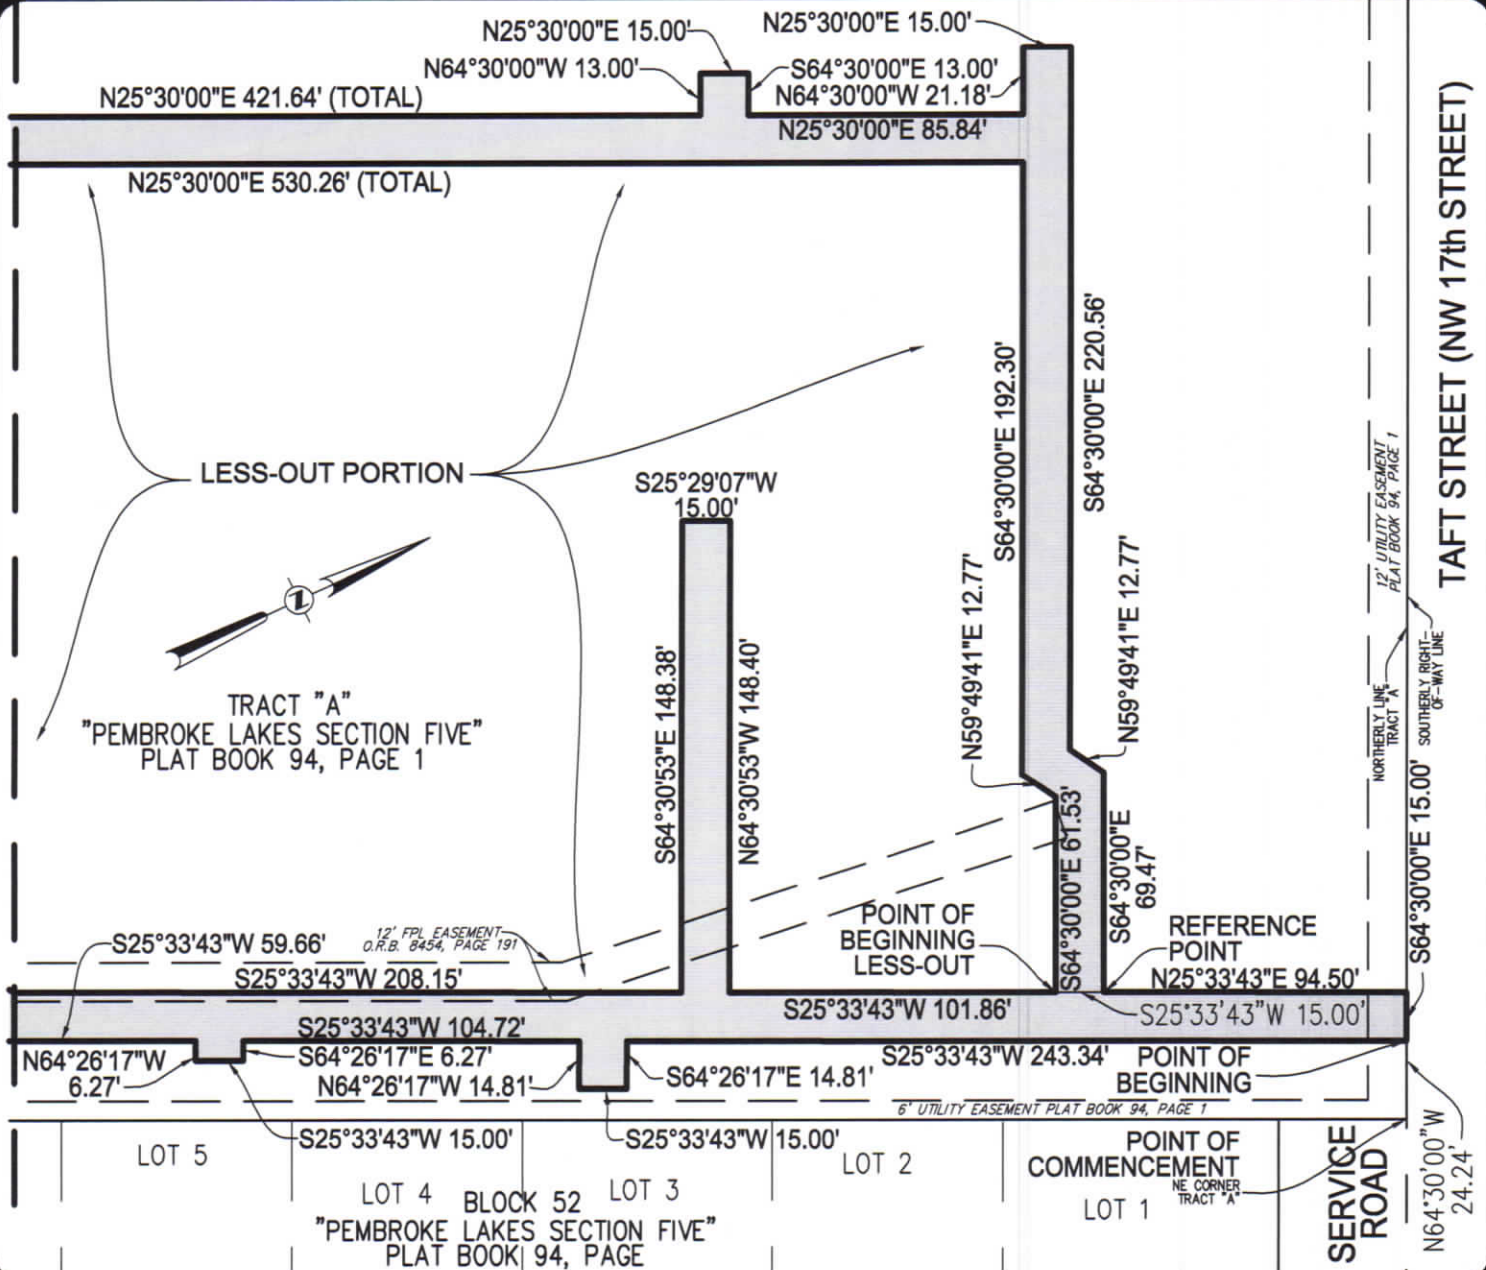 N25°30'00"E 15.00'
N25°30'00"E 15.00'
N64°30'00"W 13.00'
S64°30'00"E 13.00'
N64°30'00"W 21.18'
N25°30'00"E 421.64' (TOTAL)
N25°30'00"E 85.84'
N25°30'00"E 530.26' (TOTAL)
TAFT STREET (NW 17th STREET)
S64°30'00"E 192.30'
S64°30'00"E 220.56'
LESS-OUT PORTION
S25°29'07"W
15.00'
12' UTILITY EASEMENT
PLAT BOOK 94, PAGE 1
N59°49'41"E 12.77'
N59°49'41"E 12.77'
Z
S64°30'53"E 148.38'
N64°30'53"W 148.40'
NORTHERLY LINE
TRACT "A"
SOUTHERLY RIGHT-
OF-WAY LINE
TRACT "A"
"PEMBROKE LAKES SECTION FIVE"
PLAT BOOK 94, PAGE 1
S64°30'00"E 15.00'
S64°30'00"E 61.53'
S64°30'00"E
69.47'
POINT OF
BEGINNING
LESS-OUT
REFERENCE
POINT
S25°33'43"W 59.66'
12' FPL EASEMENT
O.R.B. 8454, PAGE 191
S25°33'43"W 208.15'
N25°33'43"E 94.50'
S25°33'43"W 101.86'
S25°33'43"W 15.00'
S25°33'43"W 104.72'
N64°26'17"W
6.27'
S64°26'17"E 6.27'
N64°26'17"W 14.81'
S64°26'17"E 14.81'
S25°33'43"W 243.34'
POINT OF
BEGINNING
6' UTILITY EASEMENT PLAT BOOK 94, PAGE 1
S25°33'43"W 15.00'
S25°33'43"W 15.00'
LOT 5
LOT 4
LOT 3
LOT 2
LOT 1
POINT OF
COMMENCEMENT
NE CORNER
TRACT "A"
SERVICE
ROAD
N64°30'00"W
24.24'
BLOCK 52
"PEMBROKE LAKES SECTION FIVE"
PLAT BOOK 94, PAGE